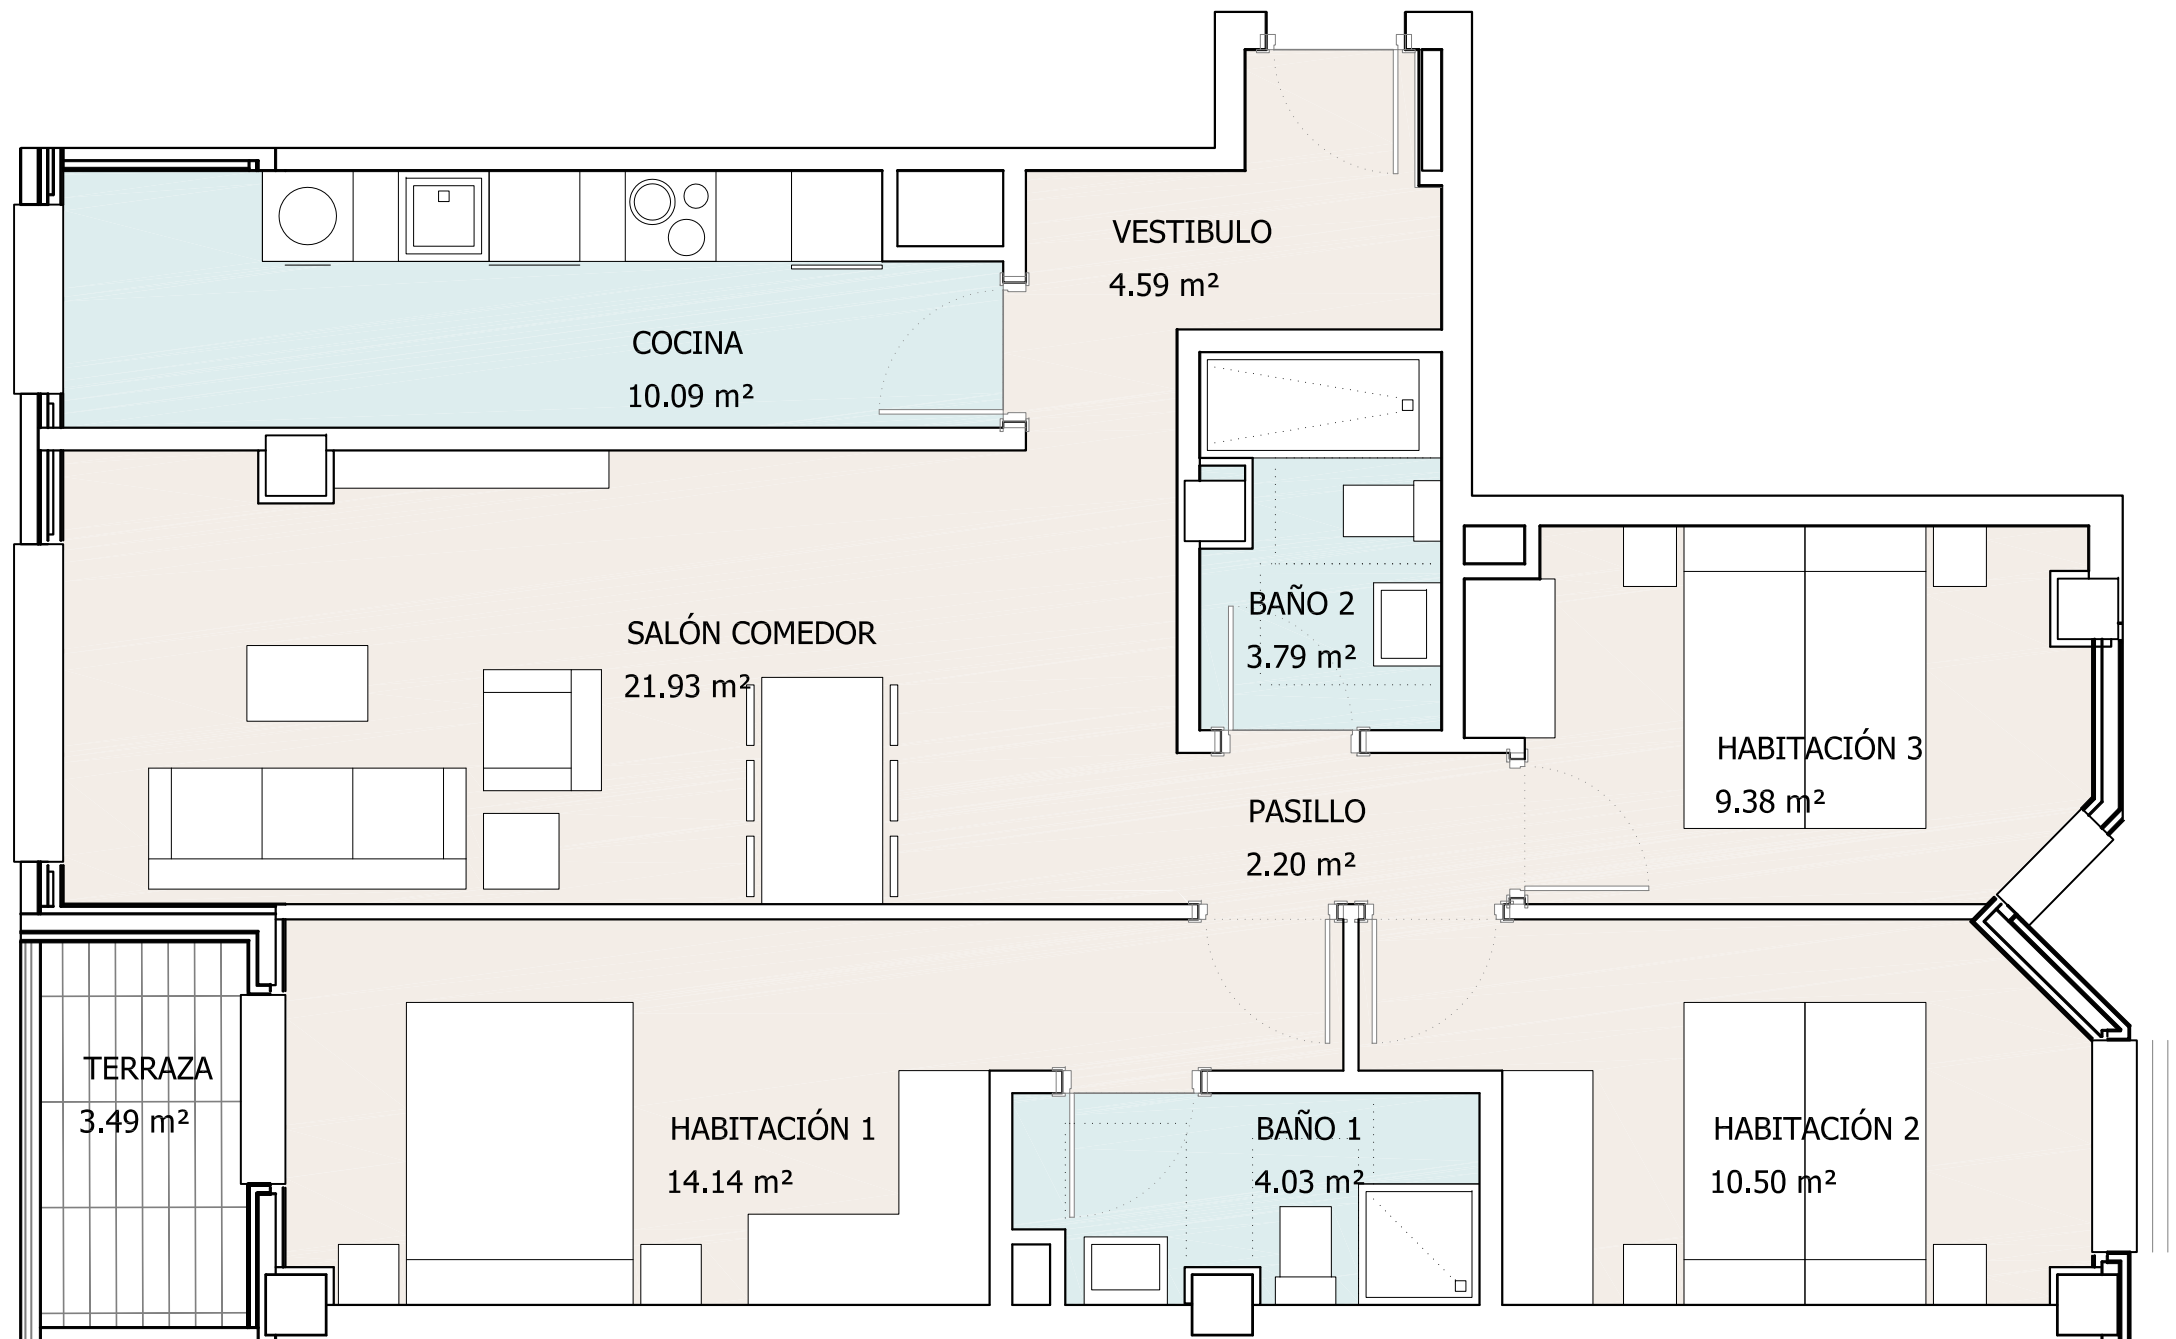 VESTIBULO
4.59 m²
COCINA
10.09 m²
BAÑO 2
3.79 m²
SALÓN COMEDOR
21.93 m²
HABITACIÓN 3
9.38 m²
PASILLO
2.20 m²
TERRAZA
3.49 m²
HABITACIÓN 1
14.14 m²
BAÑO 1
4.03 m²
HABITACIÓN 2
10.50 m²